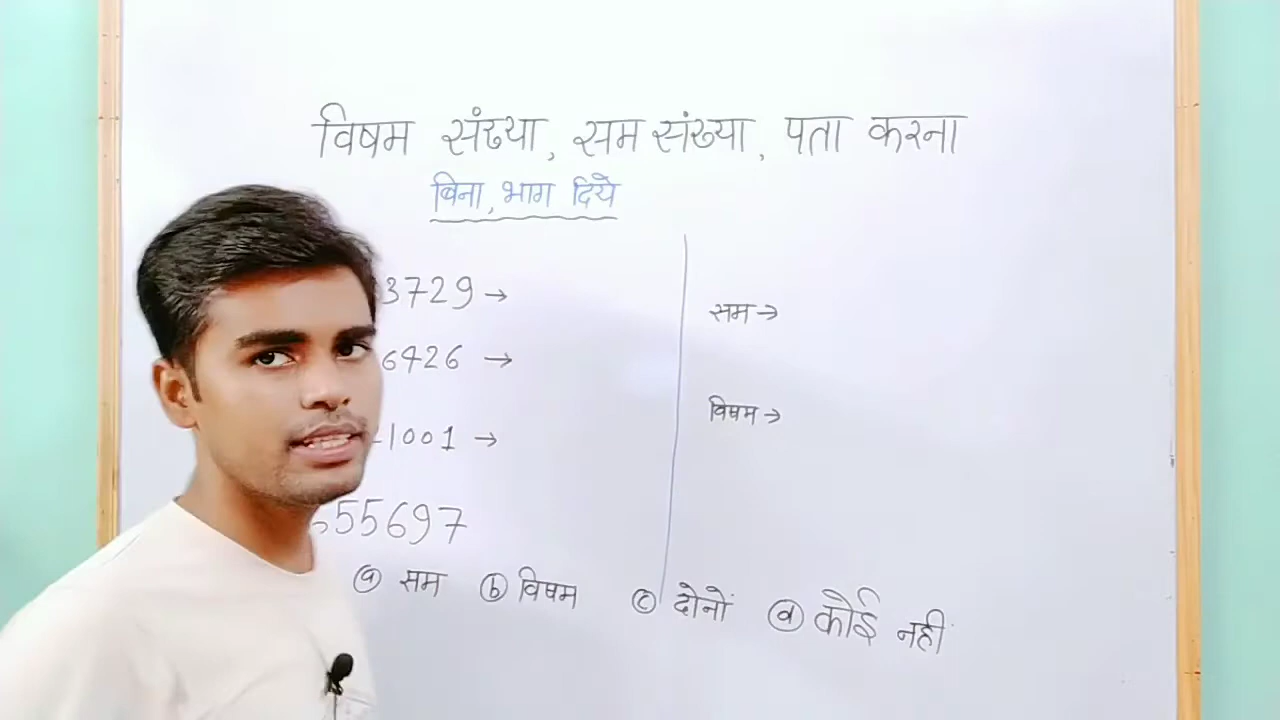 विषम संख्या, सम संख्या, पता करना
बिना, भाग दिये
3729 →
सम →
6426 →
विषम →
1001 →
55697
ⓐ सम ⓑ विषम ⓒ दोनों ⓓ कोई नहीं